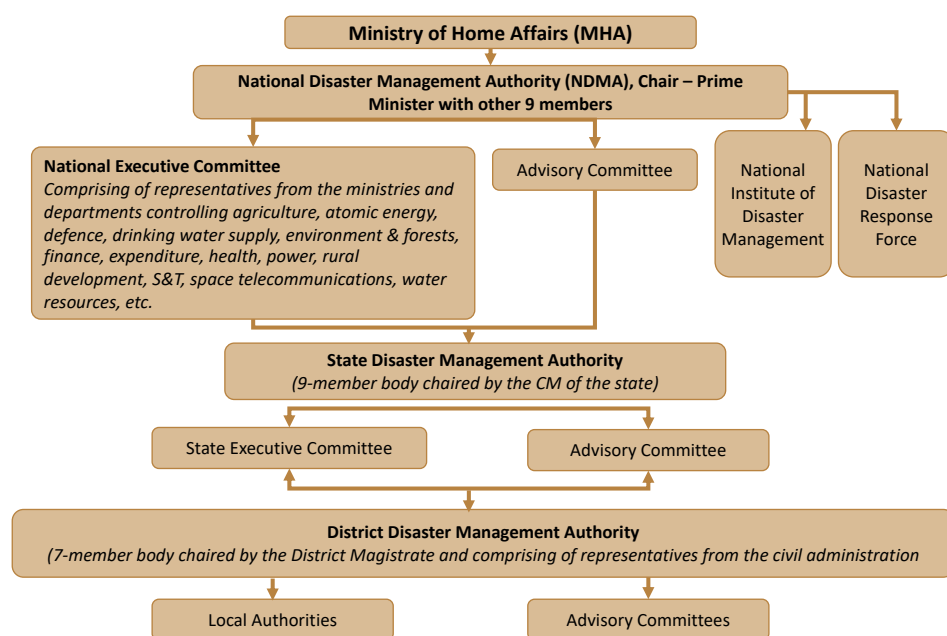 Ministry of Home Affairs (MHA)
National Disaster Management Authority (NDMA), Chair – Prime
Minister with other 9 members
National Executive Committee
Comprising of representatives from the ministries and
departments controlling agriculture, atomic energy,
defence, drinking water supply, environment & forests,
finance, expenditure, health, power, rural
development, S&T, space telecommunications, water
resources, etc.
Advisory Committee
National
Institute of
Disaster
Management
National
Disaster
Response
Force
State Disaster Management Authority
(9-member body chaired by the CM of the state)
State Executive Committee
Advisory Committee
District Disaster Management Authority
(7-member body chaired by the District Magistrate and comprising of representatives from the civil administration
Local Authorities
Advisory Committees